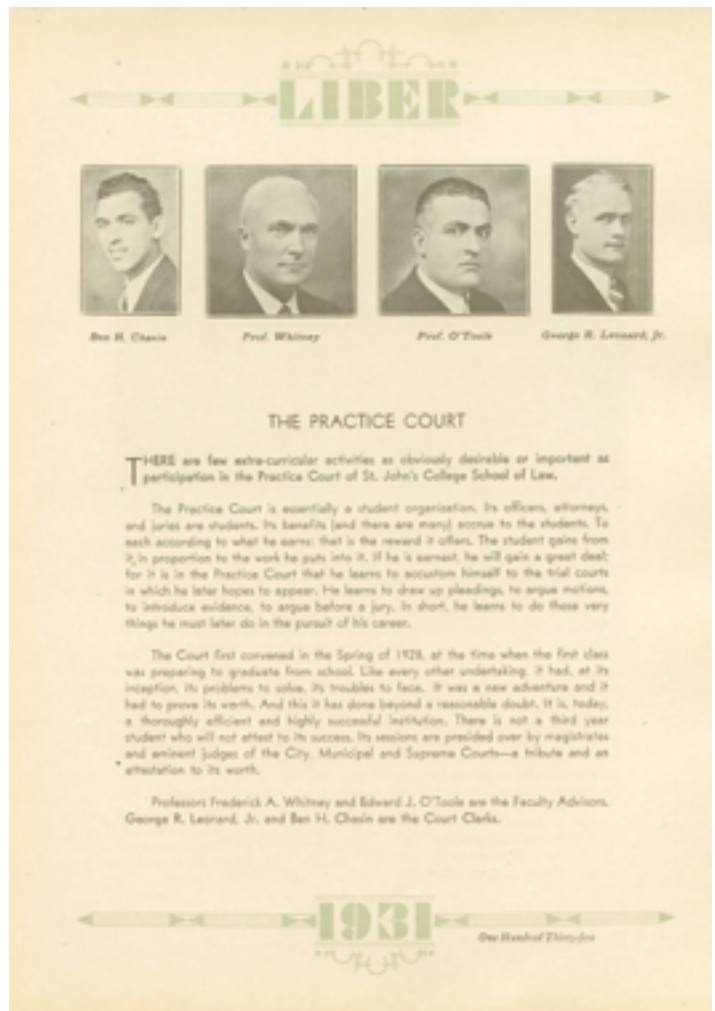 LIBER
Ben H. Chasin
Prof. Whitney
Prof. O'Toole
George R. Leonard, Jr.
THE PRACTICE COURT
THERE are few extra-curricular activities as obviously desirable or important as
participation in the Practice Court of St. John's College School of Law.
The Practice Court is essentially a student organization. Its officers, attorneys,
and juries are students. Its benefits (and there are many) accrue to the students. To
each according to what he earns; that is the reward it offers. The student gains from
it in proportion to the work he puts into it. If he is earnest, he will gain a great deal;
for it is in the Practice Court that he learns to accustom himself to the trial courts
in which he later hopes to appear. He learns to draw up pleadings, to argue motions,
to introduce evidence, to argue before a jury. In short, he learns to do those very
things he must later do in the pursuit of his career.
The Court first convened in the Spring of 1928, at the time when the first class
was preparing to graduate from school. Like every other undertaking, it had, at its
inception, its problems to solve, its troubles to face. It was a new adventure and it
had to prove its worth. And this it has done beyond a reasonable doubt. It is, today,
a thoroughly efficient and highly successful institution. There is not a third year
student who will not attest to its success. Its sessions are presided over by magistrates
and eminent judges of the City, Municipal and Supreme Courts—a tribute and an
attestation to its worth.
Professors Frederick A. Whitney and Edward J. O'Toole are the Faculty Advisors.
George R. Leonard, Jr. and Ben H. Chasin are the Court Clerks.
1931
One Hundred Thirty-five